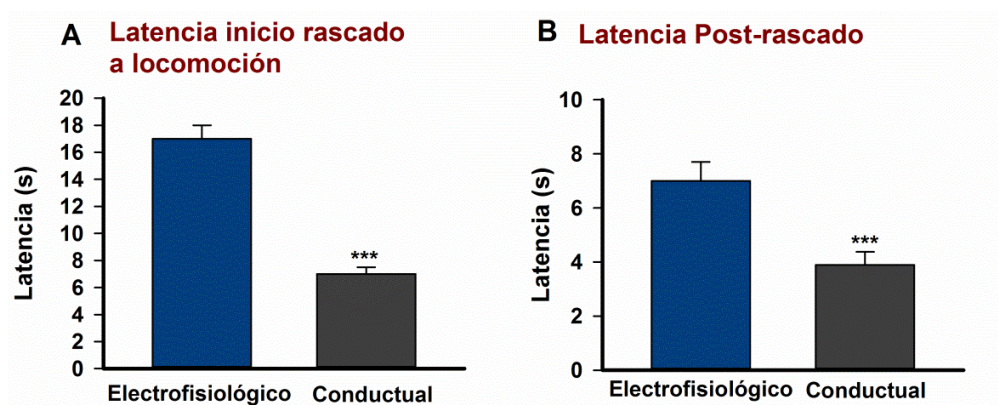 A
Latencia inicio rascado
a locomoción
Latencia (s)
20
18
16
14
12
10
8
6
4
2
0
***
Electrofisiológico
Conductual
B
Latencia Post-rascado
Latencia (s)
10
8
6
4
2
0
***
Electrofisiológico
Conductual